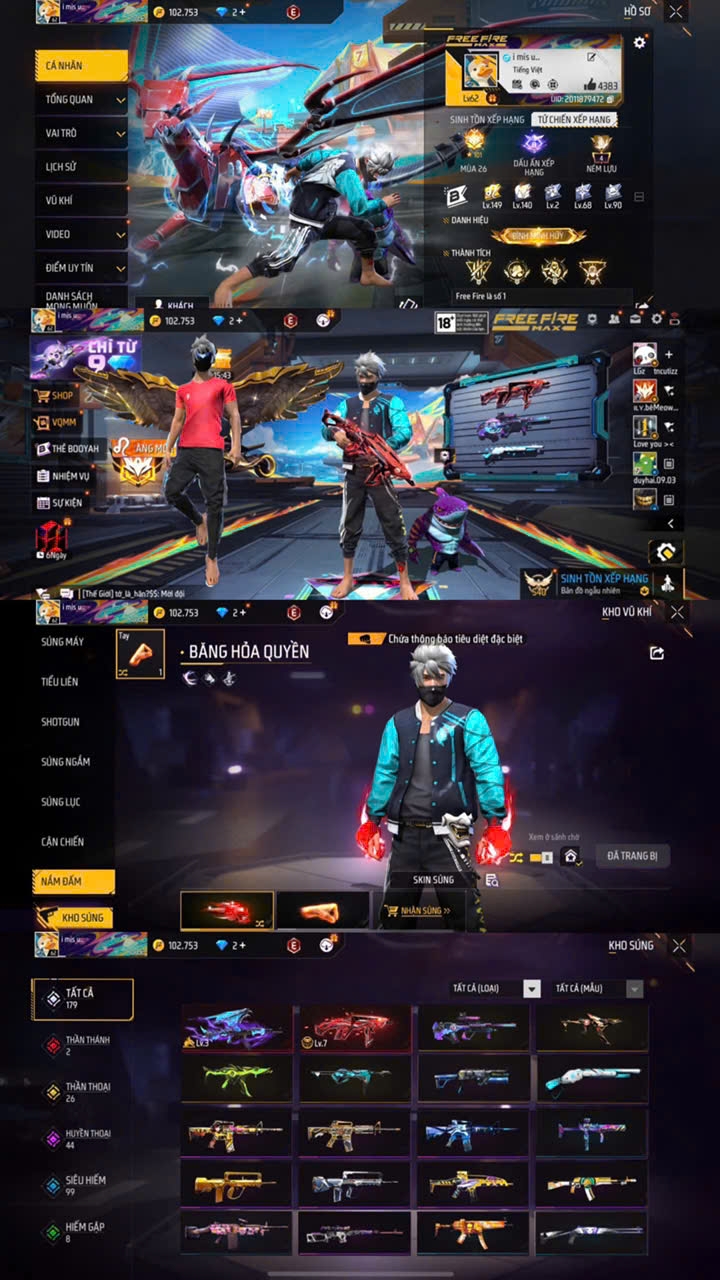 i mis u..
102.753
2+
E
HỒ SƠ
CÁ NHÂN
TỔNG QUAN
VAI TRÒ
LỊCH SỬ
VŨ KHÍ
VIDEO
ĐIỂM UY TÍN
DANH SÁCH
MONG MUỐN
KHÁCH
FREE FIRE
MAX
i mis u..
Tiếng Việt
4383
Lv62
UID: 2011879472
SINH TỒN XẾP HẠNG
TỬ CHIẾN XẾP HẠNG
MÙA 26
DẤU ẤN XẾP
HẠNG
NÉM LỰU
Lv.149
Lv.140
Lv.2
Lv.68
Lv.90
DANH HIỆU
THÀNH TÍCH
Free Fire là số 1
i mis u..
102.753
2+
E
18+
FREE FIRE
MAX
CHỈ TỪ
9
SHOP
VQMM
THẺ BOOYAH
NHIỆM VỤ
SỰ KIỆN
6Ngày
[Thế Giới] tớ_là_hân?$$: Mời đội
LGz
tncutizz
ILY.béMeow...
Love you ><
duyhai.09.03
SINH TỒN XẾP HẠNG
Bản đồ ngẫu nhiên
i mis u..
102.753
2+
E
KHO VŨ KHÍ
SÚNG MÁY
TIỂU LIÊN
SHOTGUN
SÚNG NGẮM
SÚNG LỤC
CẬN CHIẾN
NẮM ĐẤM
KHO SÚNG
Tay
1
BĂNG HỎA QUYỀN
Chứa thông báo tiêu diệt đặc biệt
Xem ở sảnh chờ
ĐÃ TRANG BỊ
SKIN SÚNG
NHẬN SÚNG >>
i mis u..
102.753
2+
E
KHO SÚNG
TẤT CẢ
179
THẦN THÁNH
2
THẦN THOẠI
26
HUYỀN THOẠI
44
SIÊU HIẾM
99
HIẾM GẶP
8
TẤT CẢ (LOẠI)
TẤT CẢ (MẪU)
Lv.3
Lv.7